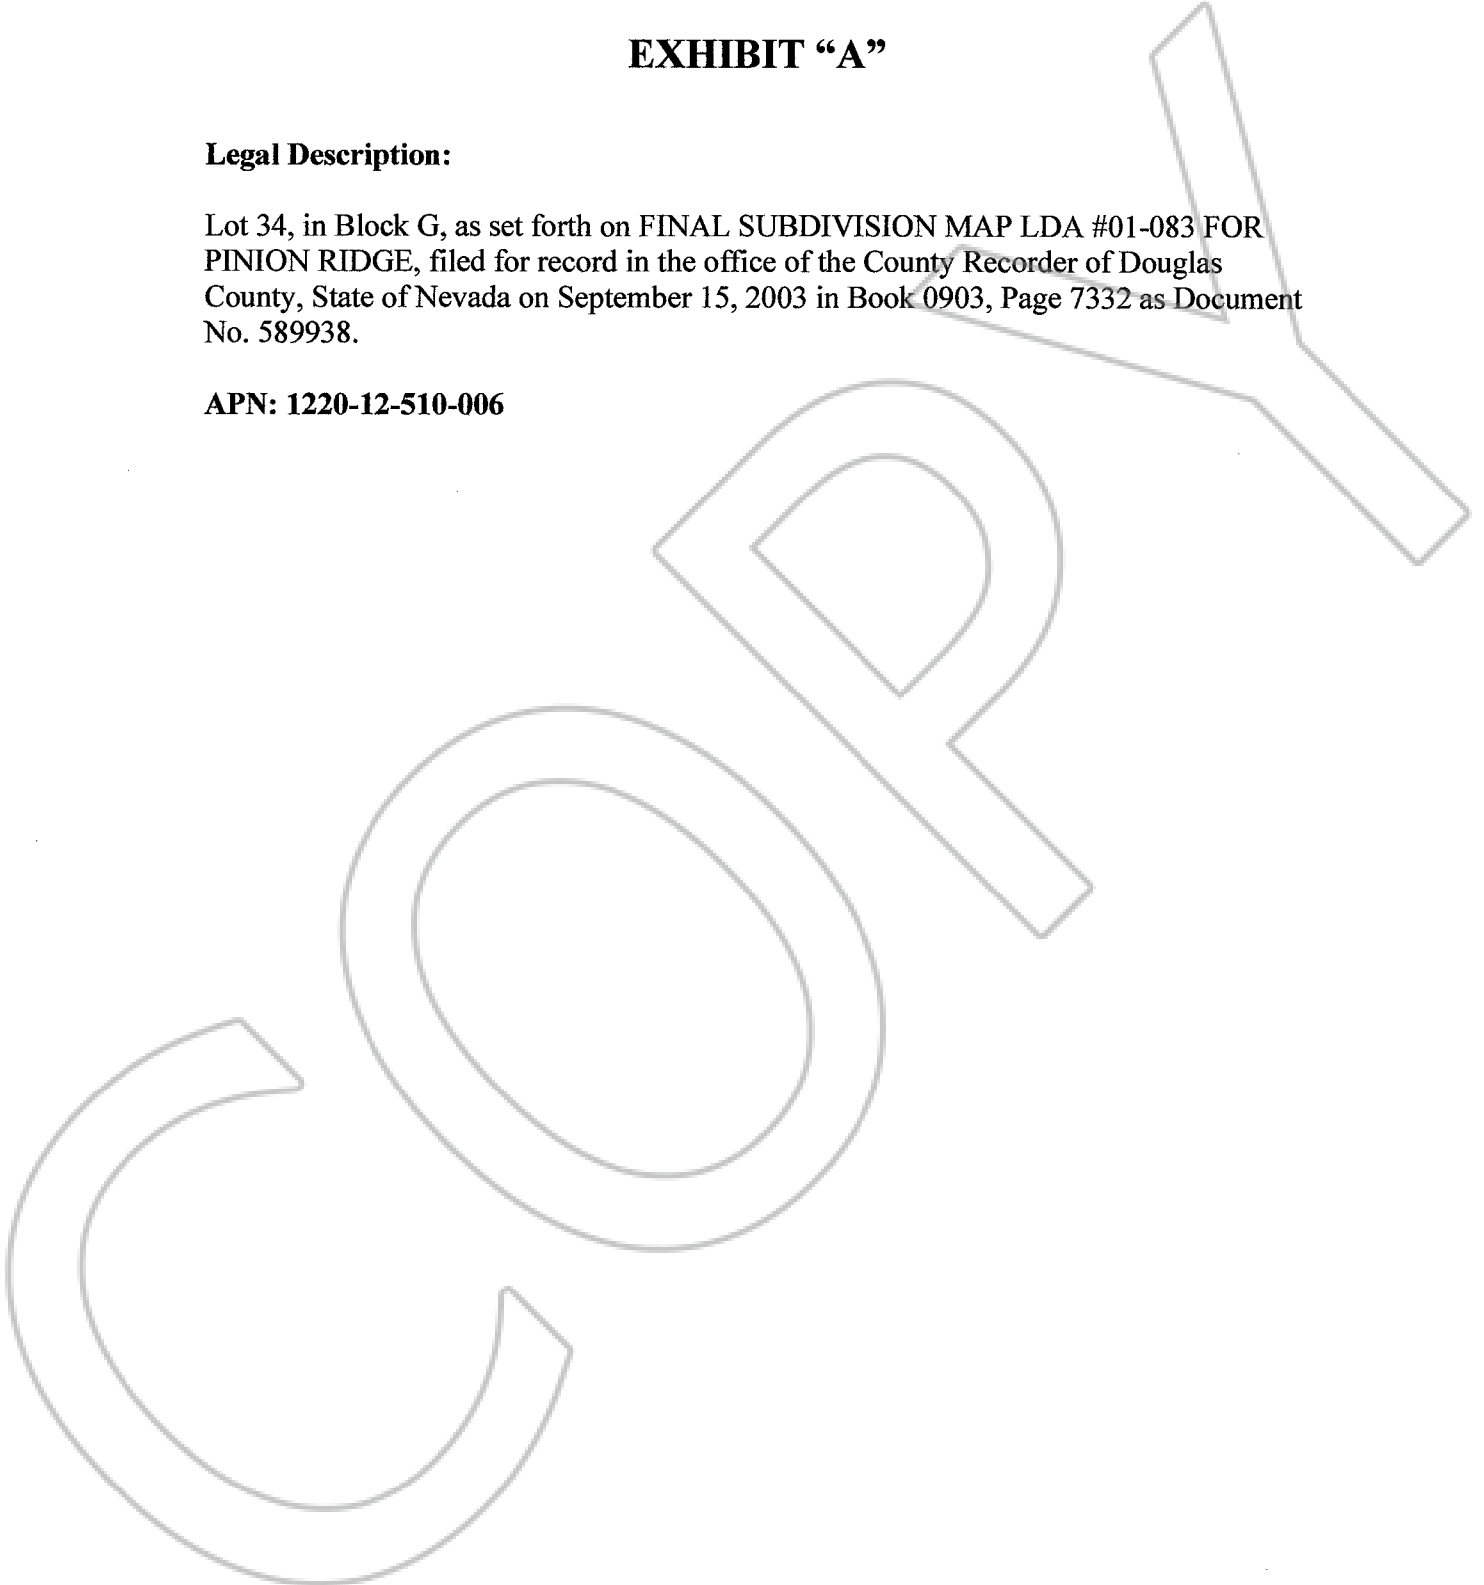 EXHIBIT “A”
Legal Description:
Lot 34, in Block G, as set forth on FINAL SUBDIVISION MAP LDA #01-083 FOR
PINION RIDGE, filed for record in the office of the County Recorder of Douglas
County, State of Nevada on September 15, 2003 in Book 0903, Page 7332 as Document
No. 589938.
APN: 1220-12-510-006
COPY